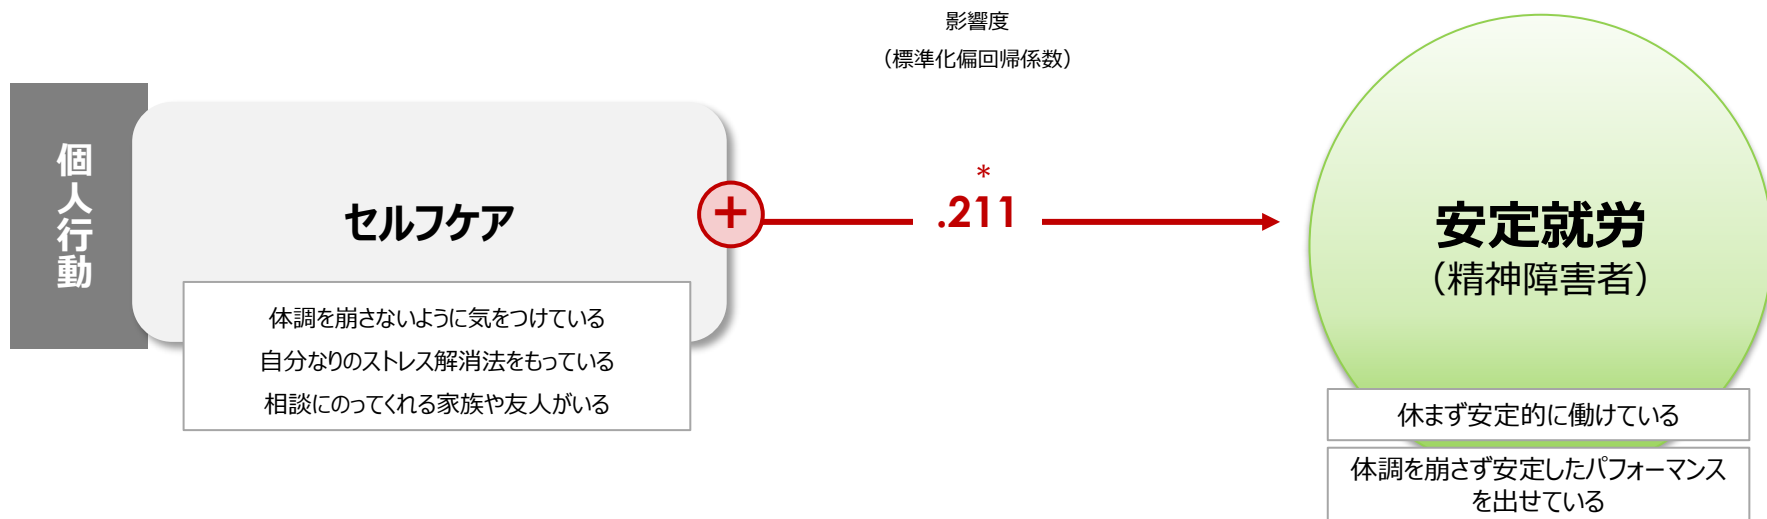 影響度
（標準化偏回帰係数）
個人行動
セルフケア
+
*
.211
体調を崩さないように気をつけている
自分なりのストレス解消法をもっている
相談にのってくれる家族や友人がいる
安定就労
（精神障害者）
休まず安定的に働けている
体調を崩さず安定したパフォーマンス
を出せている